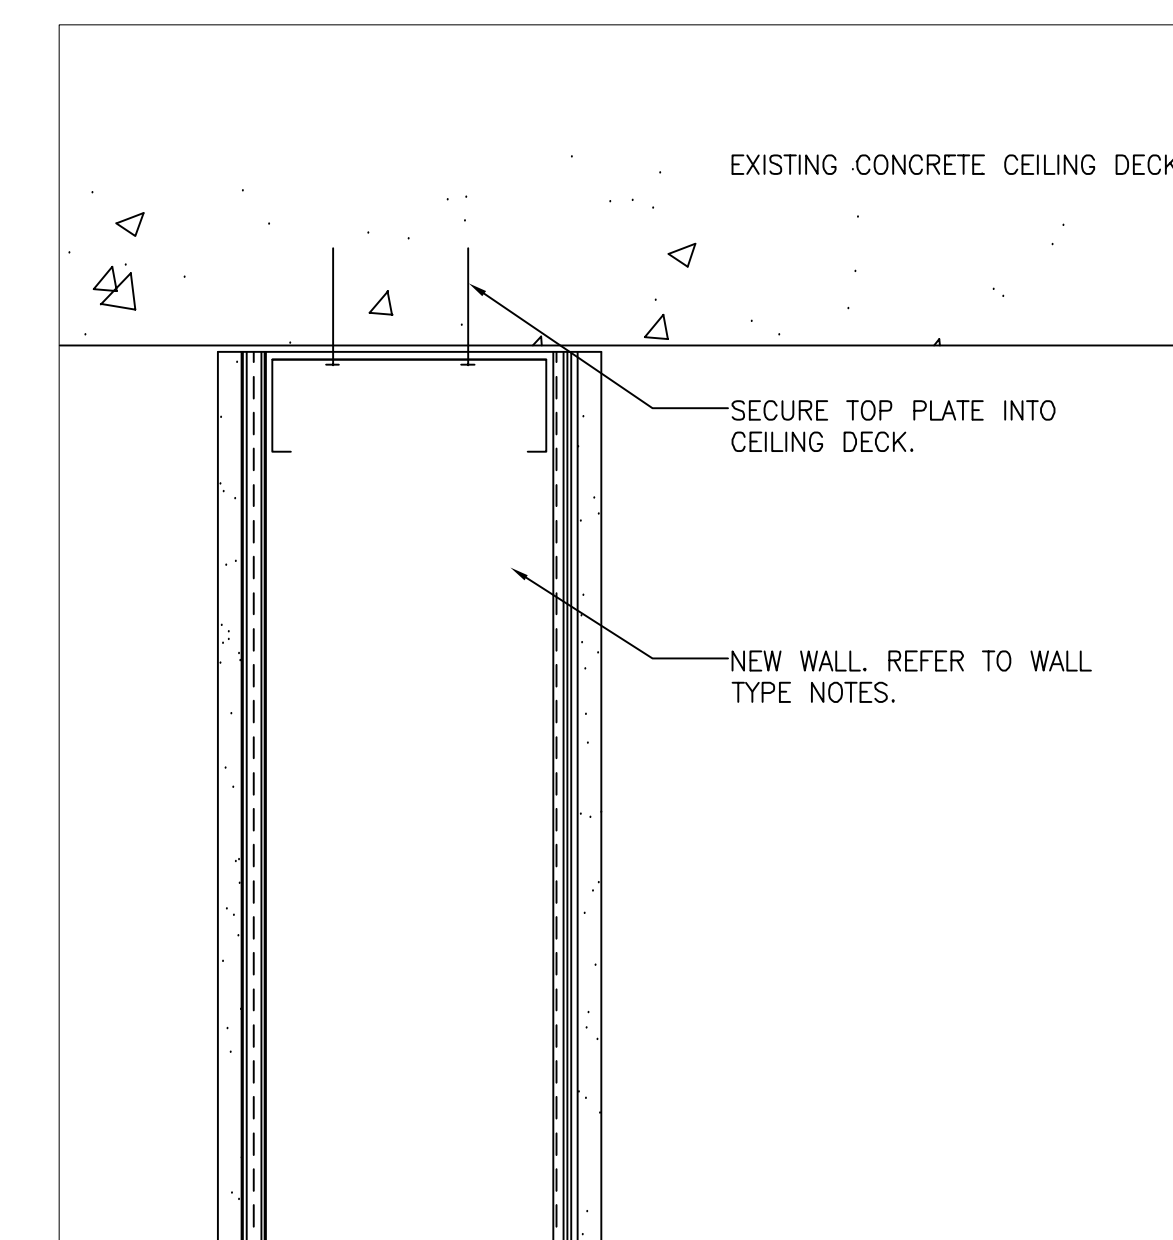 EXISTING CONCRETE CEILING DECK
SECURE TOP PLATE INTO
CEILING DECK.
NEW WALL. REFER TO WALL
TYPE NOTES.